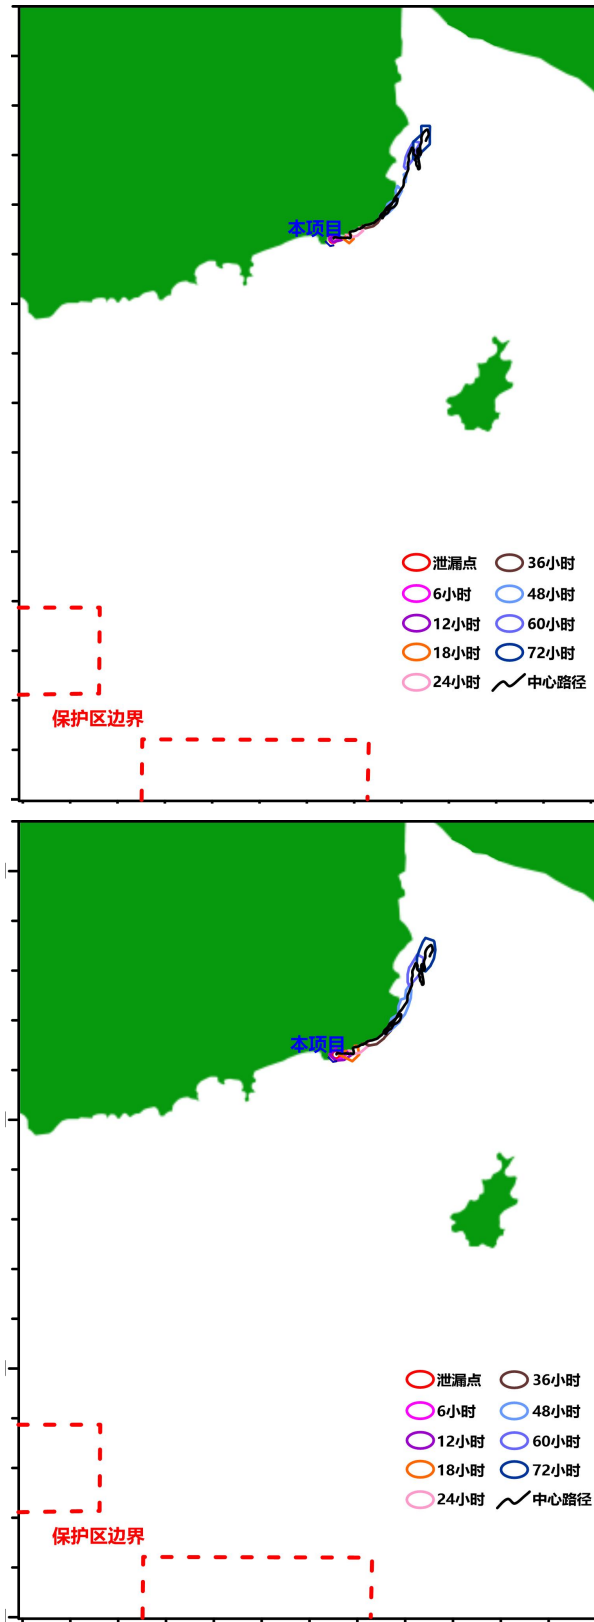 本项目
泄漏点 36小时
6小时 48小时
12小时 60小时
18小时 72小时
24小时 中心路径
保护区边界
本项目
泄漏点 36小时
6小时 48小时
12小时 60小时
18小时 72小时
24小时 中心路径
保护区边界